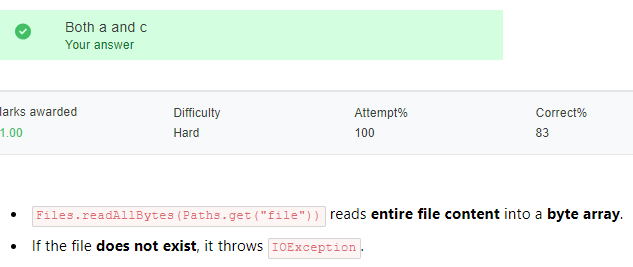 Both a and c
Your answer
larks awarded Difficulty Attempt% Correct%
1.00 Hard 100 83
• Files.readAllBytes(Paths.get("file")) reads entire file content into a byte array.
• If the file does not exist, it throws IOException.